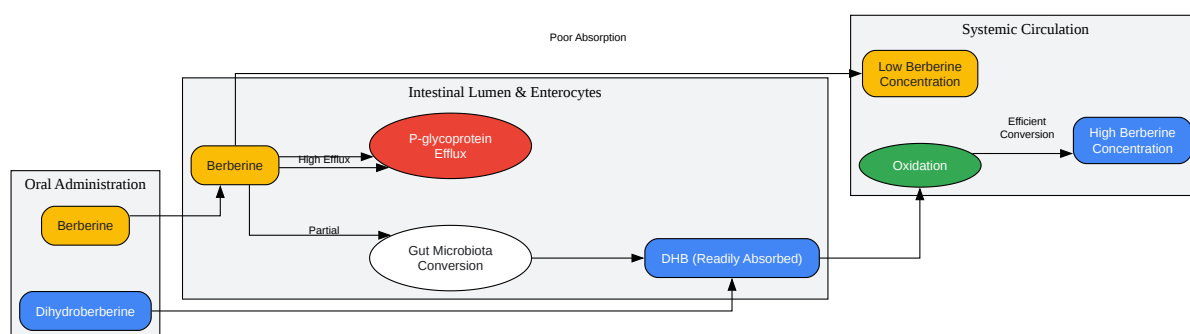 Oral Administration
Berberine
Dihydroberberine
Intestinal Lumen & Enterocytes
Berberine
High Efflux
P-glycoprotein
Efflux
Partial
Gut Microbiota
Conversion
DHB (Readily Absorbed)
Poor Absorption
Systemic Circulation
Low Berberine
Concentration
Oxidation
Efficient
Conversion
High Berberine
Concentration